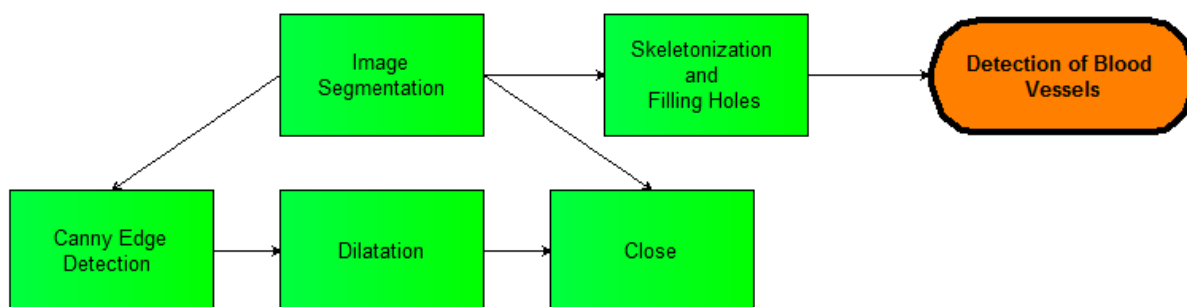 Image
Segmentation
Skeletonization
and
Filling Holes
Detection of Blood
Vessels
Canny Edge
Detection
Dilatation
Close